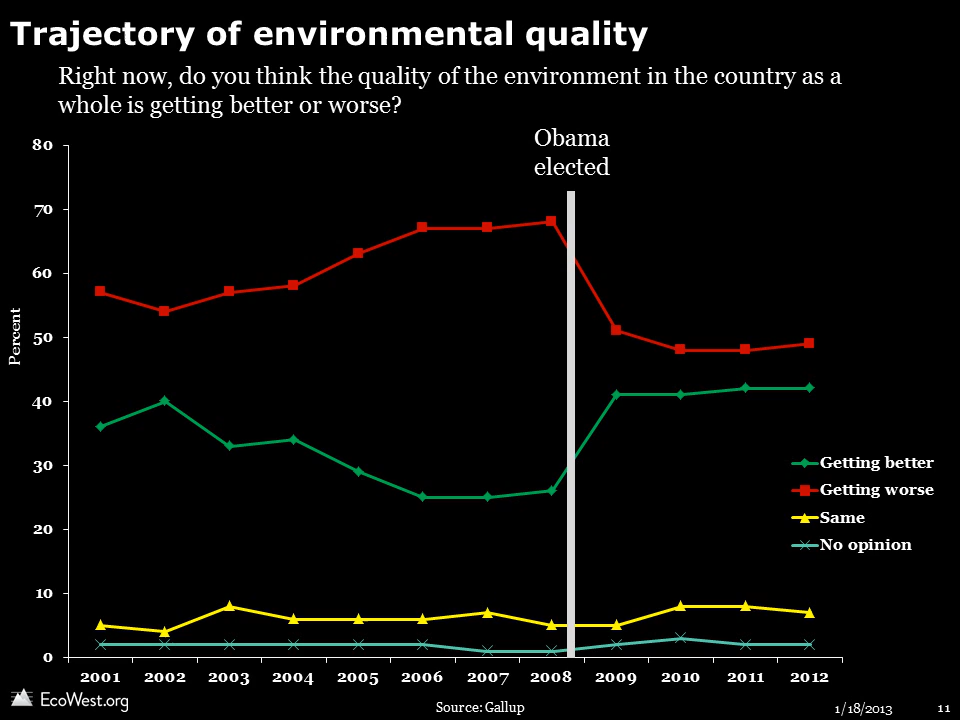 Trajectory of environmental quality
Right now, do you think the quality of the environment in the country as a
whole is getting better or worse?
Obama
elected
80
70
60
50
40
30
20
10
0
Percent
Getting better
Getting worse
Same
No opinion
2001 2002 2003 2004 2005 2006 2007 2008 2009 2010 2011 2012
EcoWest.org
Source: Gallup
1/18/2013
11